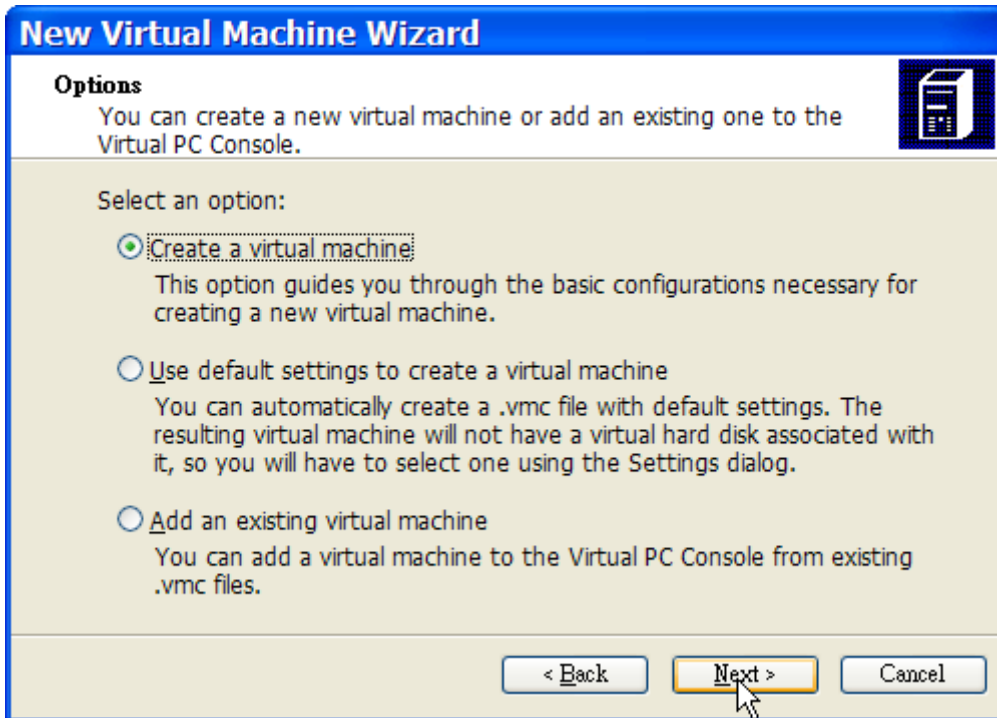 New Virtual Machine Wizard
Options
You can create a new virtual machine or add an existing one to the
Virtual PC Console.
Select an option:
Create a virtual machine
This option guides you through the basic configurations necessary for
creating a new virtual machine.
Use default settings to create a virtual machine
You can automatically create a .vmc file with default settings. The
resulting virtual machine will not have a virtual hard disk associated with
it, so you will have to select one using the Settings dialog.
Add an existing virtual machine
You can add a virtual machine to the Virtual PC Console from existing
.vmc files.
< Back Next > Cancel